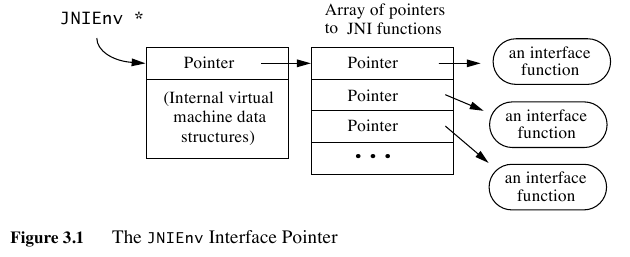 JNIEnv *
Array of pointers
to JNI functions
Pointer
(Internal virtual
machine data
structures)
Pointer
Pointer
Pointer
• • •
an interface
function
an interface
function
an interface
function
Figure 3.1 The JNIEnv Interface Pointer